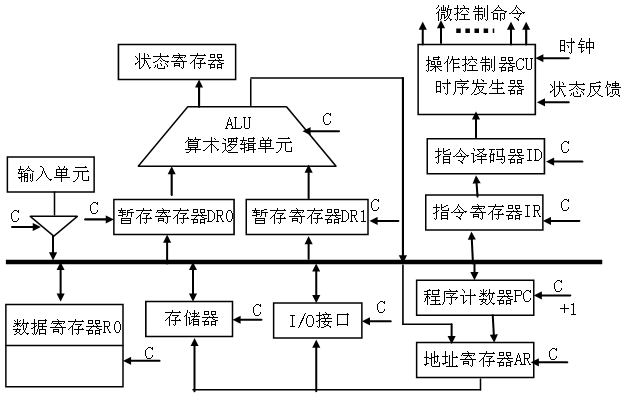 微控制命令
状态寄存器
操作控制器CU
时序发生器
时钟
状态反馈
ALU
算术逻辑单元
C
指令译码器ID
C
输入单元
C
C
暂存寄存器DR0
暂存寄存器DR1
C
指令寄存器IR
C
数据寄存器R0
C
存储器
C
I/O接口
C
程序计数器PC
C
+1
地址寄存器AR
C